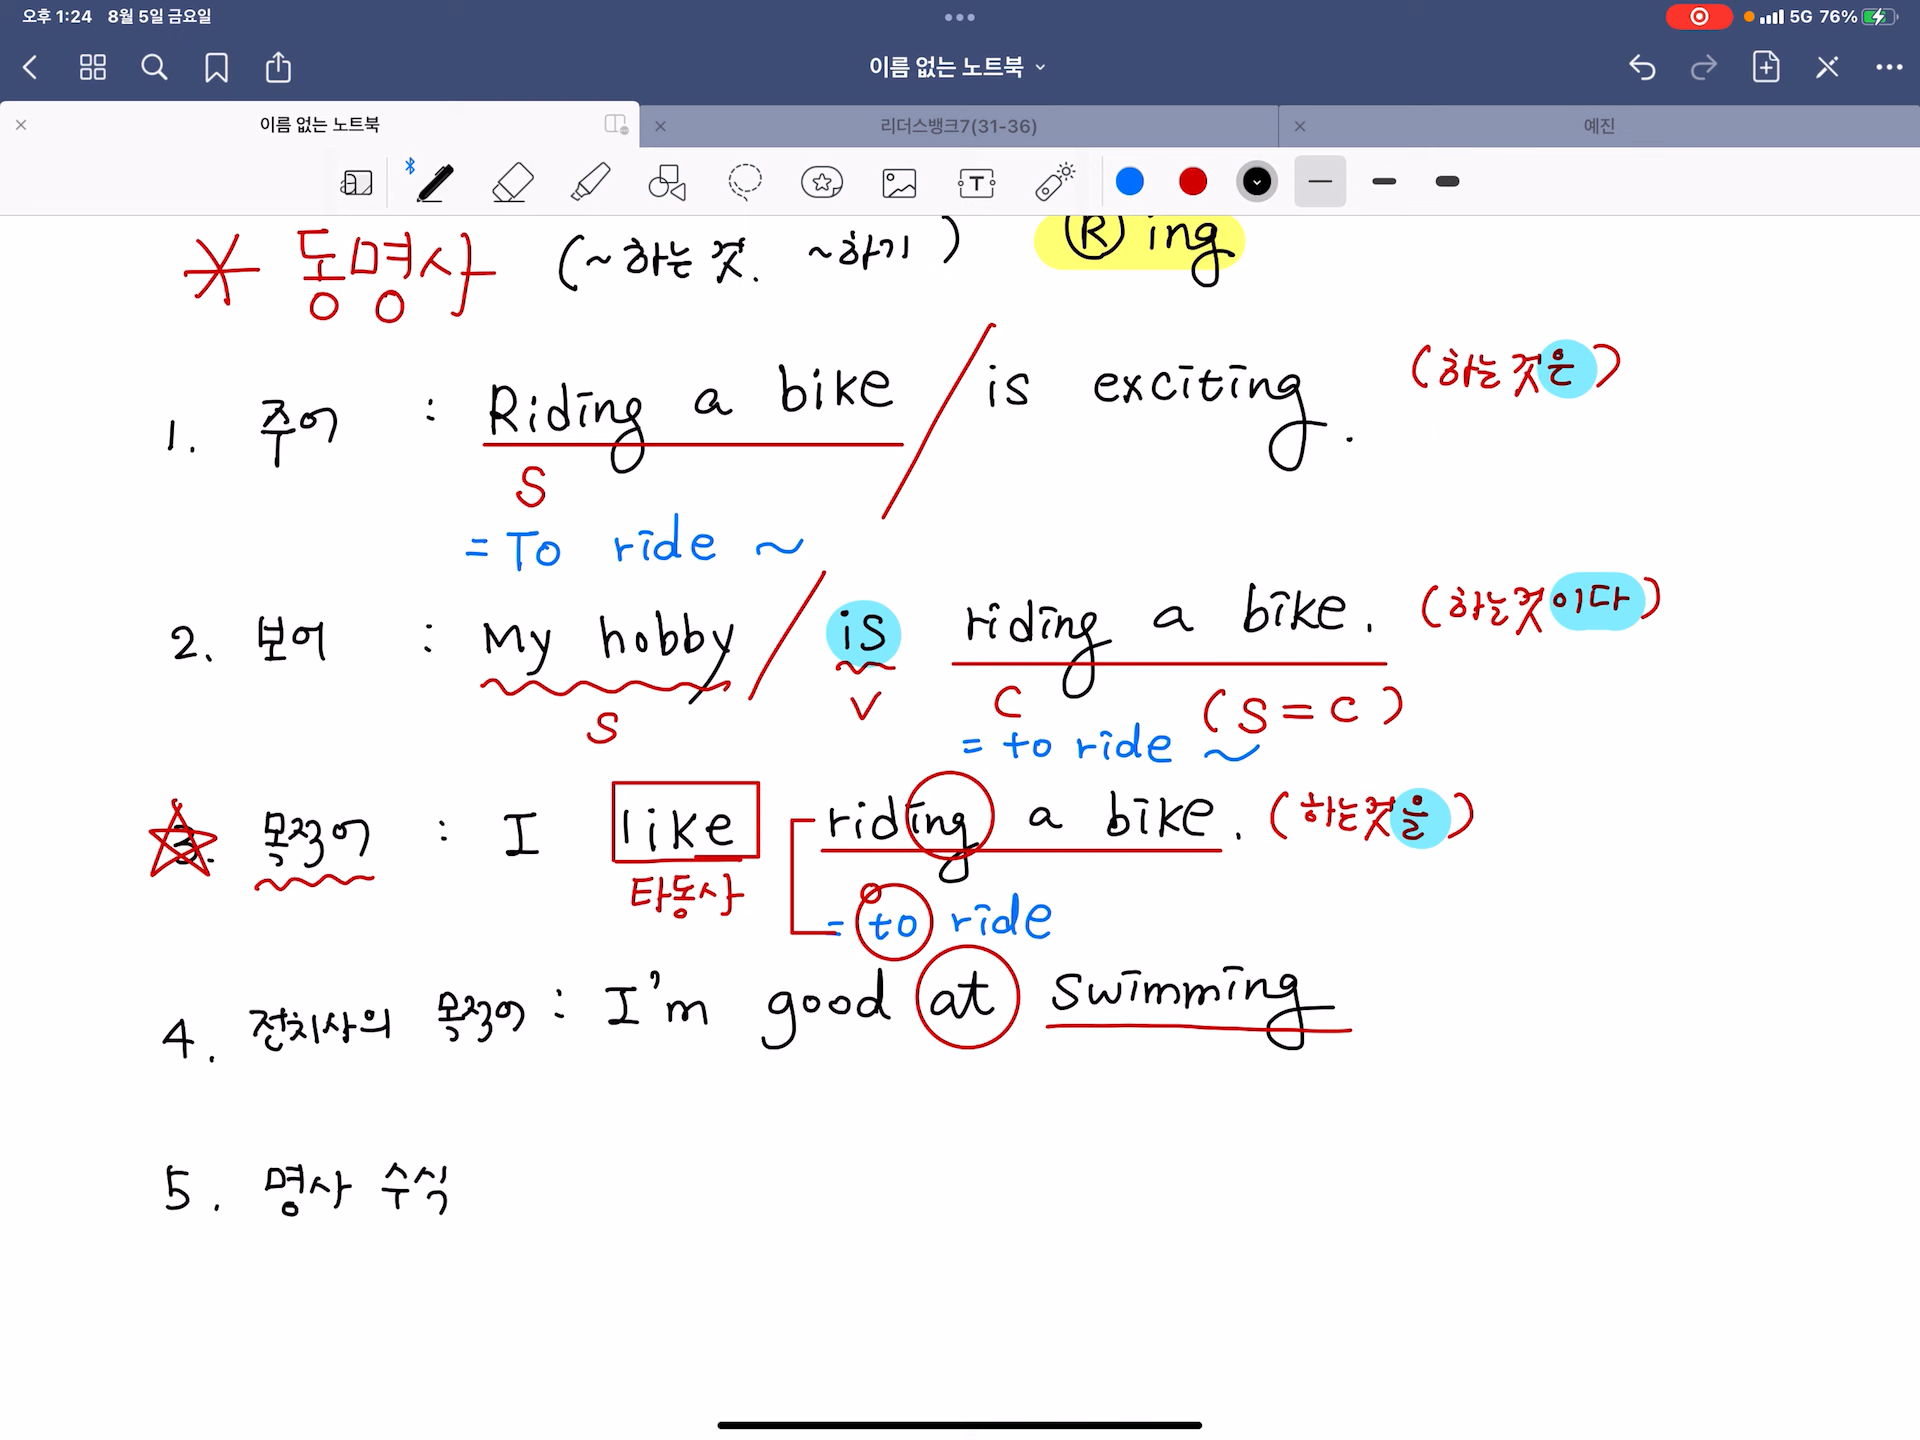 오후 1:24 8월 5일 금요일
5G 76%
이름 없는 노트북
이름 없는 노트북
리더스뱅크7(31-36)
예진
* 동명사 (~하는 것. ~하기) Ⓡing
1. 주어 : Riding a bike / is exciting. (하는 것은)
S
= To ride ~
2. 보어 : My hobby / is riding a bike. (하는것이다)
S V C (S = C)
= to ride ~
3. 목적어 : I like riding a bike. (하는것을)
타동사
= to ride
4. 전치사의 목적어 : I'm good at swimming
5. 명사 수식